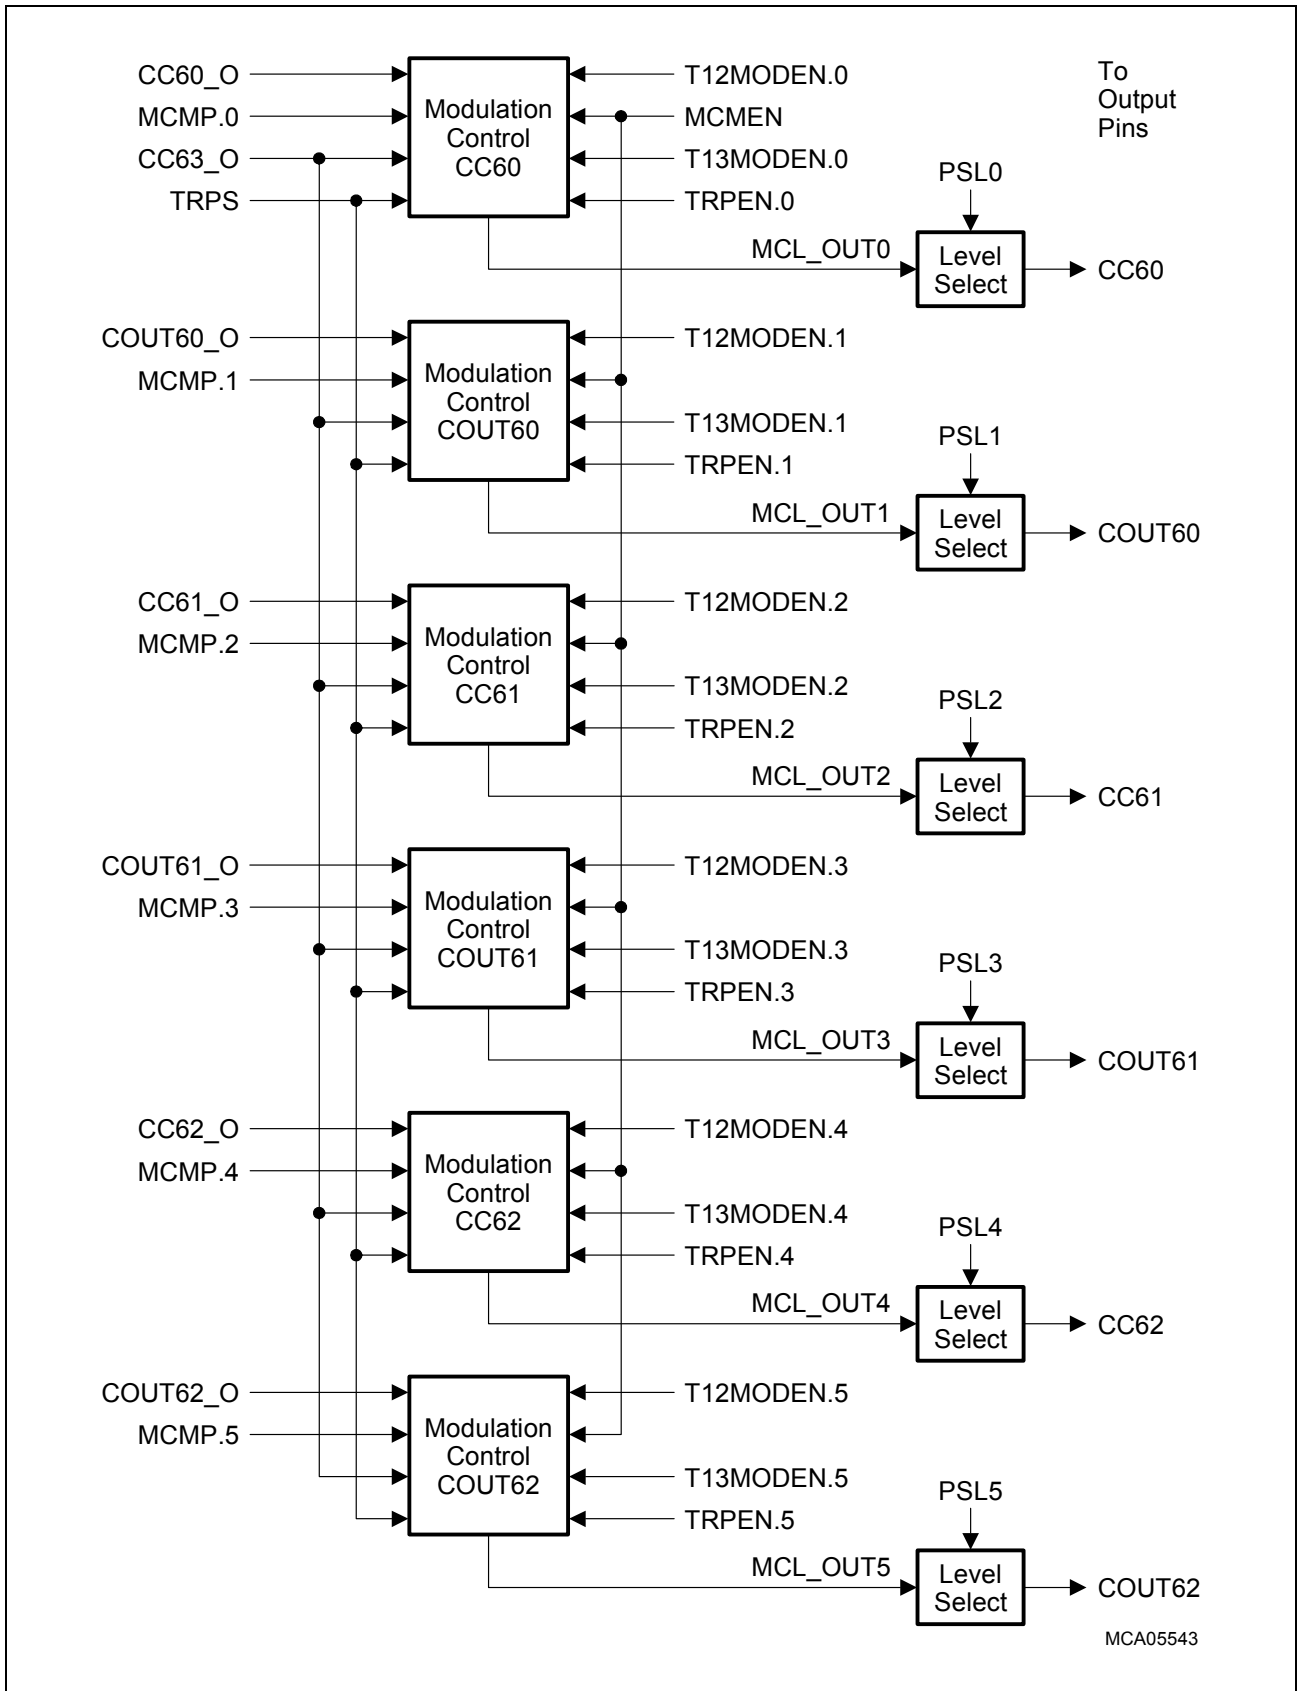 CC60_O
MCMP.0
CC63_O
TRPS
Modulation
Control
CC60
T12MODEN.0
MCMEN
T13MODEN.0
TRPEN.0
To
Output
Pins
PSL0
MCL_OUT0
Level
Select
CC60
COUT60_O
MCMP.1
Modulation
Control
COUT60
T12MODEN.1
T13MODEN.1
TRPEN.1
PSL1
MCL_OUT1
Level
Select
COUT60
CC61_O
MCMP.2
Modulation
Control
CC61
T12MODEN.2
T13MODEN.2
TRPEN.2
PSL2
MCL_OUT2
Level
Select
CC61
COUT61_O
MCMP.3
Modulation
Control
COUT61
T12MODEN.3
T13MODEN.3
TRPEN.3
PSL3
MCL_OUT3
Level
Select
COUT61
CC62_O
MCMP.4
Modulation
Control
CC62
T12MODEN.4
T13MODEN.4
TRPEN.4
PSL4
MCL_OUT4
Level
Select
CC62
COUT62_O
MCMP.5
Modulation
Control
COUT62
T12MODEN.5
T13MODEN.5
TRPEN.5
PSL5
MCL_OUT5
Level
Select
COUT62
MCA05543